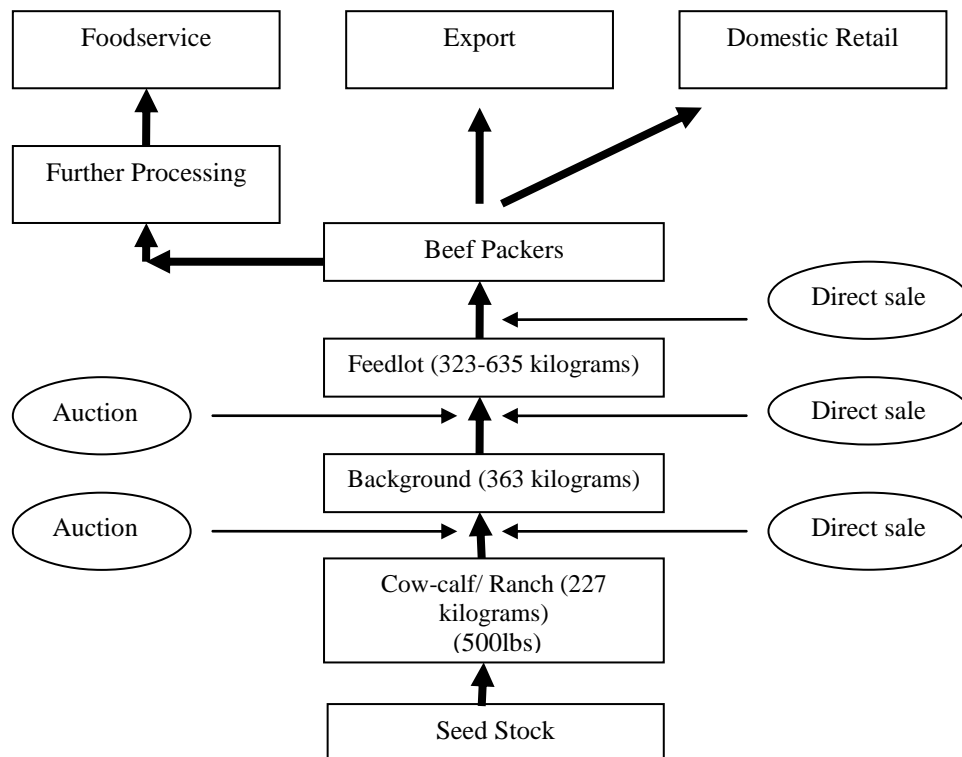 Foodservice
Export
Domestic Retail
Further Processing
Beef Packers
Direct sale
Feedlot (323-635 kilograms)
Auction
Direct sale
Background (363 kilograms)
Auction
Direct sale
Cow-calf/ Ranch (227
kilograms)
(500lbs)
Seed Stock